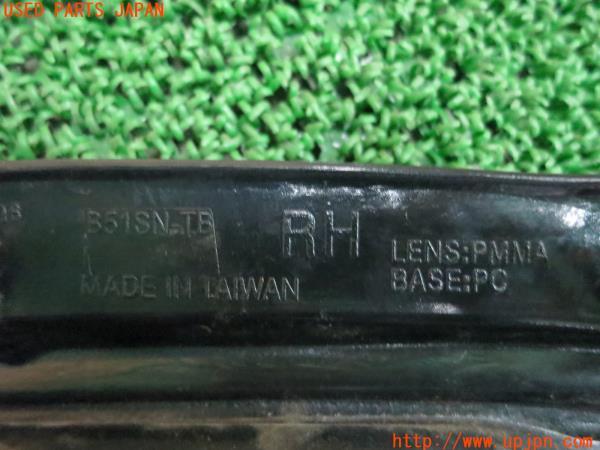 USED PARTS JAPAN
B51SN-TB
RH
LENS:PMMA
MADE IN TAIWAN
BASE:PC
http://www.upjpn.com/